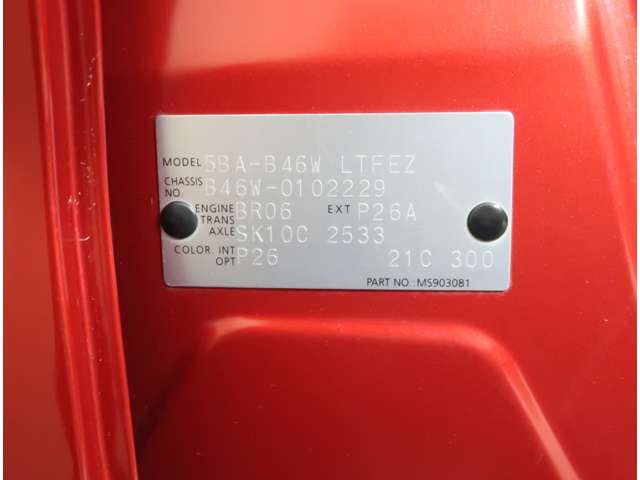 MODEL 5BA-B46W LTFEZ
CHASSIS NO. B46W-0102229
ENGINE BR06 EXT P26A
TRANS AXLE SK10C 2533
COLOR. INT OPT P26 21C 300
PART NO.: MS903081